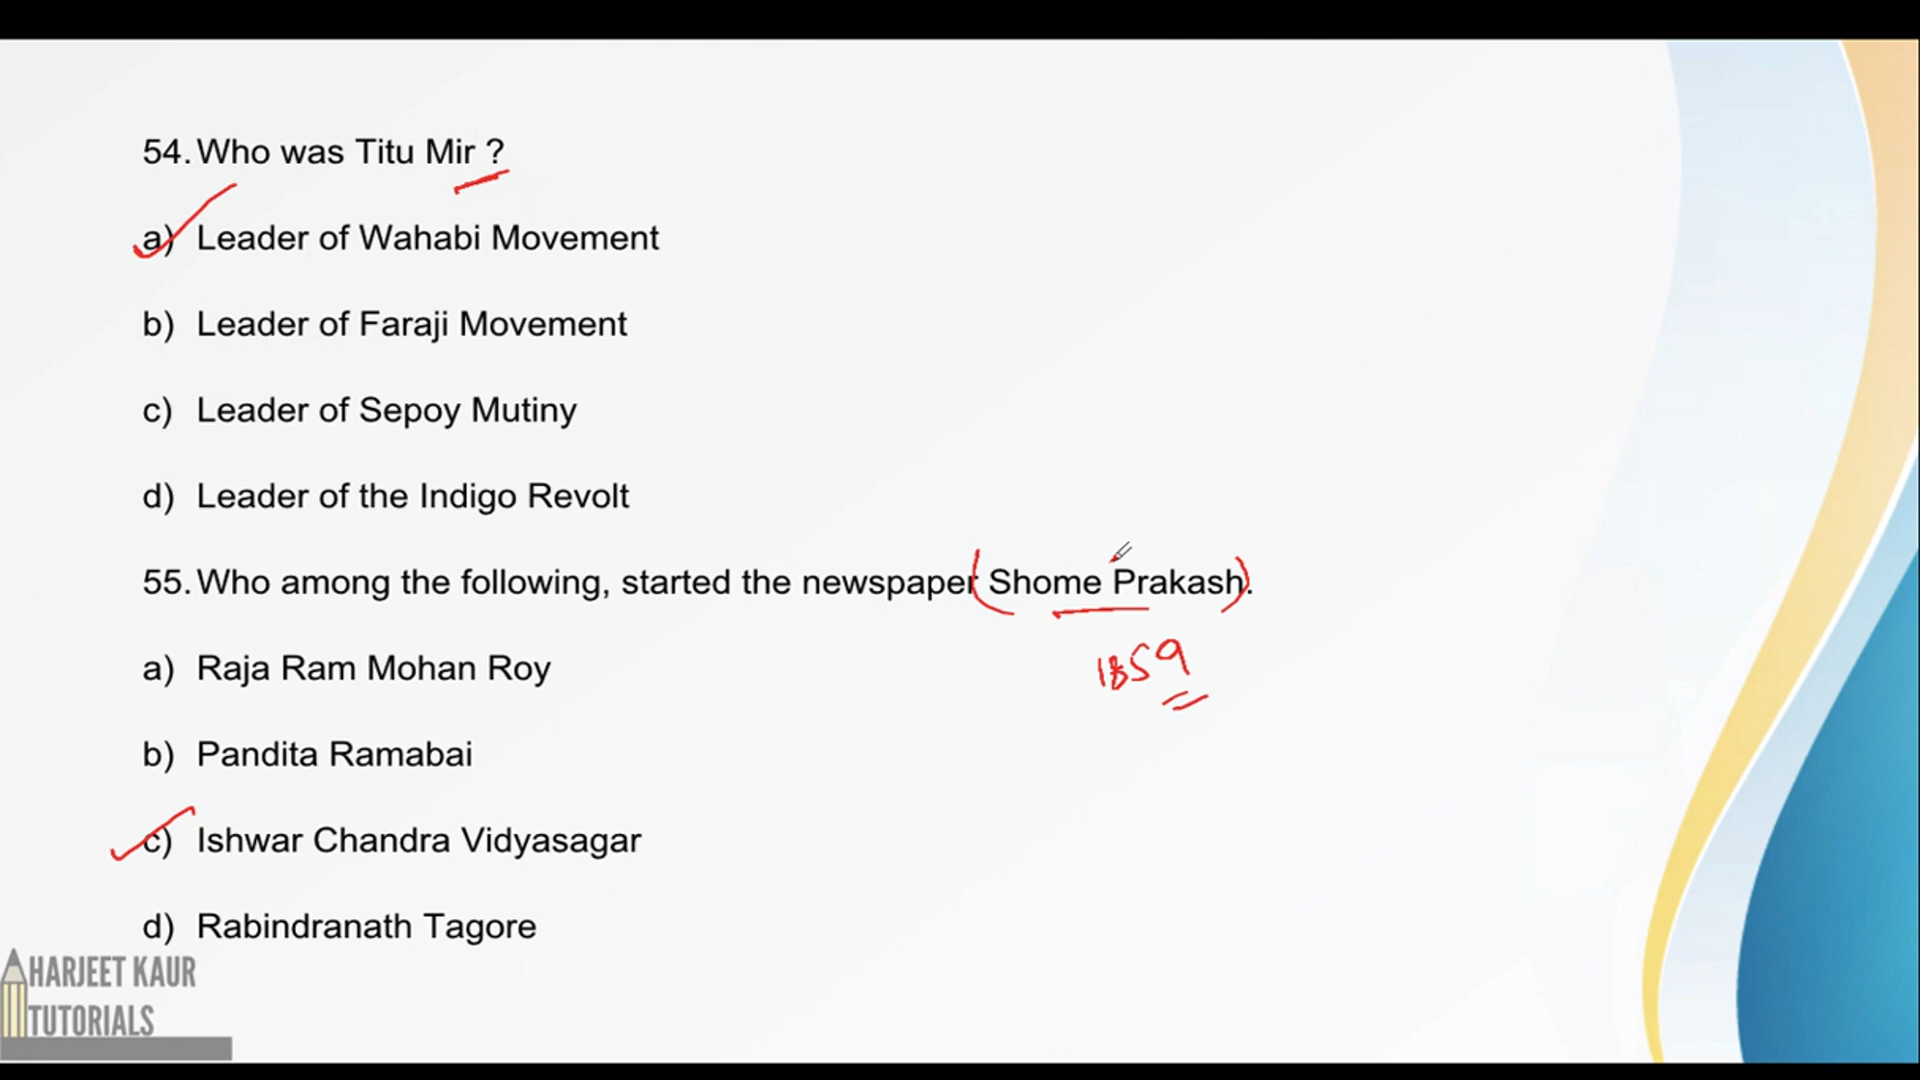 54. Who was Titu Mir ?
a) Leader of Wahabi Movement
b) Leader of Faraji Movement
c) Leader of Sepoy Mutiny
d) Leader of the Indigo Revolt
55. Who among the following, started the newspaper (Shome Prakash).
1859
a) Raja Ram Mohan Roy
b) Pandita Ramabai
c) Ishwar Chandra Vidyasagar
d) Rabindranath Tagore
HARJEET KAUR
TUTORIALS